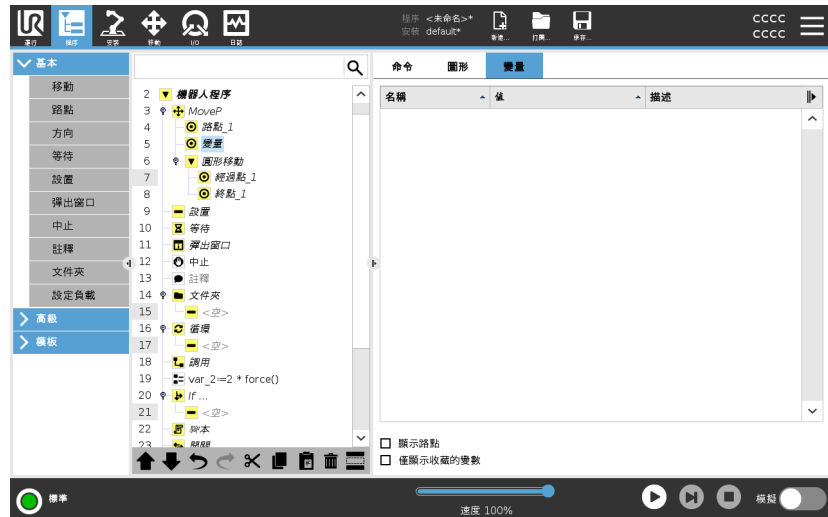 運行 程序 安裝 移動 I/O 日誌
程序 <未命名>*
安裝 default*
新建... 打開... 保存...
CCCC
CCCC
基本
移動
路點
方向
等待
設置
彈出窗口
中止
註釋
文件夾
設定負載
高級
模板
2 機器人程序
3 MoveP
4 路點_1
5 變量
6 圓形移動
7 經過點_1
8 終點_1
9 設置
10 等待
11 彈出窗口
12 中止
13 註釋
14 文件夾
15 <空>
16 循環
17 <空>
18 調用
19 var_2:=2 * force()
20 If ...
21 <空>
22 腳本
23
命令 圖形 變量
名稱 值 描述
顯示路點
僅顯示收藏的變數
標準
速度 100%
模擬